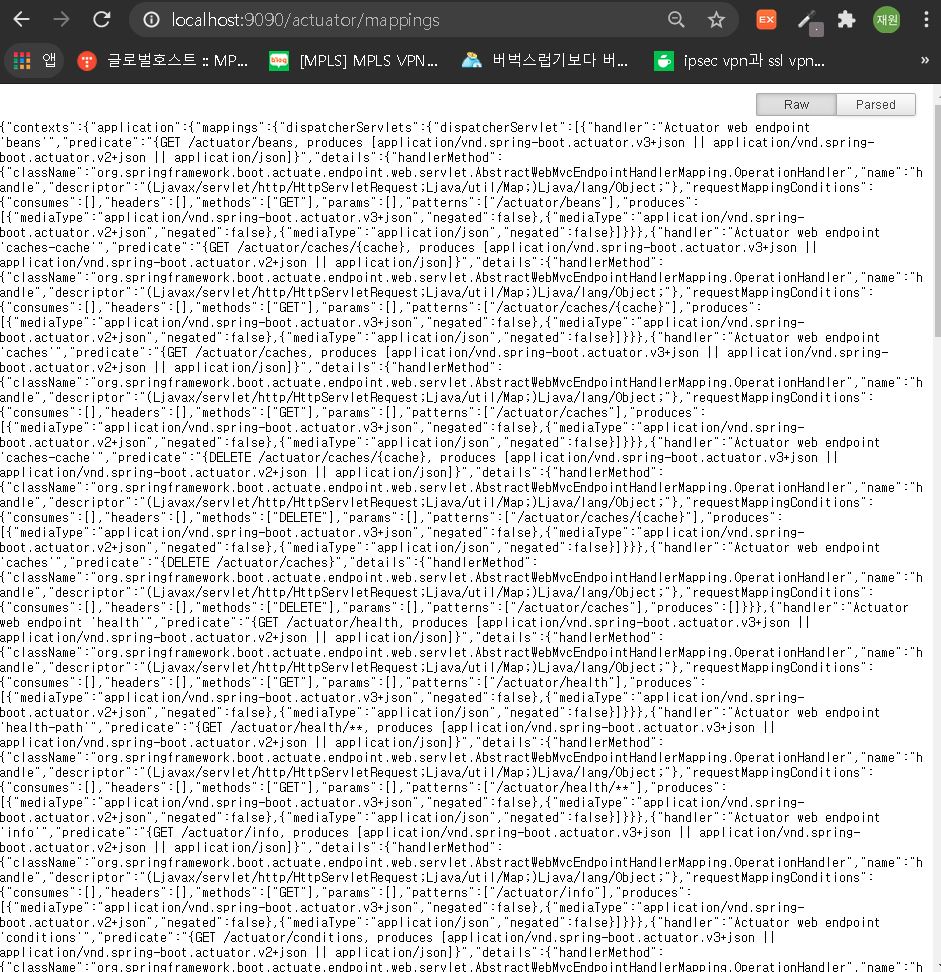 localhost:9090/actuator/mappings
EX
재원
앱
글로벌호스트 :: MP...
blog
[MPLS] MPLS VPN...
버벅스럽기보다 버...
ipsec vpn과 ssl vpn...
»
Raw
Parsed
{"contexts":{"application":{"mappings":{"dispatcherServlets":{"dispatcherServlet":[{"handler":"Actuator web endpoint
'beans'","predicate":"{GET /actuator/beans, produces [application/vnd.spring-boot.actuator.v3+json || application/vnd.spring-
boot.actuator.v2+json || application/json]}","details":{"handlerMethod":
{"className":"org.springframework.boot.actuate.endpoint.web.servlet.AbstractWebMvcEndpointHandlerMapping.OperationHandler","name":"h
andle","descriptor":"(Ljavax/servlet/http/HttpServletRequest;Ljava/util/Map;)Ljava/lang/Object;"},"requestMappingConditions":
{"consumes":[],"headers":[],"methods":["GET"],"params":[],"patterns":["/actuator/beans"],"produces":
[{"mediaType":"application/vnd.spring-boot.actuator.v3+json","negated":false},{"mediaType":"application/vnd.spring-
boot.actuator.v2+json","negated":false},{"mediaType":"application/json","negated":false}]}}},{"handler":"Actuator web endpoint
'caches-cache'","predicate":"{GET /actuator/caches/{cache}, produces [application/vnd.spring-boot.actuator.v3+json ||
application/vnd.spring-boot.actuator.v2+json || application/json]}","details":{"handlerMethod":
{"className":"org.springframework.boot.actuate.endpoint.web.servlet.AbstractWebMvcEndpointHandlerMapping.OperationHandler","name":"h
andle","descriptor":"(Ljavax/servlet/http/HttpServletRequest;Ljava/util/Map;)Ljava/lang/Object;"},"requestMappingConditions":
{"consumes":[],"headers":[],"methods":["GET"],"params":[],"patterns":["/actuator/caches/{cache}"],"produces":
[{"mediaType":"application/vnd.spring-boot.actuator.v3+json","negated":false},{"mediaType":"application/vnd.spring-
boot.actuator.v2+json","negated":false},{"mediaType":"application/json","negated":false}]}}},{"handler":"Actuator web endpoint
'caches'","predicate":"{GET /actuator/caches, produces [application/vnd.spring-boot.actuator.v3+json || application/vnd.spring-
boot.actuator.v2+json || application/json]}","details":{"handlerMethod":
{"className":"org.springframework.boot.actuate.endpoint.web.servlet.AbstractWebMvcEndpointHandlerMapping.OperationHandler","name":"h
andle","descriptor":"(Ljavax/servlet/http/HttpServletRequest;Ljava/util/Map;)Ljava/lang/Object;"},"requestMappingConditions":
{"consumes":[],"headers":[],"methods":["GET"],"params":[],"patterns":["/actuator/caches"],"produces":
[{"mediaType":"application/vnd.spring-boot.actuator.v3+json","negated":false},{"mediaType":"application/vnd.spring-
boot.actuator.v2+json","negated":false},{"mediaType":"application/json","negated":false}]}}},{"handler":"Actuator web endpoint
'caches-cache'","predicate":"{DELETE /actuator/caches/{cache}, produces [application/vnd.spring-boot.actuator.v3+json ||
application/vnd.spring-boot.actuator.v2+json || application/json]}","details":{"handlerMethod":
{"className":"org.springframework.boot.actuate.endpoint.web.servlet.AbstractWebMvcEndpointHandlerMapping.OperationHandler","name":"h
andle","descriptor":"(Ljavax/servlet/http/HttpServletRequest;Ljava/util/Map;)Ljava/lang/Object;"},"requestMappingConditions":
{"consumes":[],"headers":[],"methods":["DELETE"],"params":[],"patterns":["/actuator/caches/{cache}"],"produces":
[{"mediaType":"application/vnd.spring-boot.actuator.v3+json","negated":false},{"mediaType":"application/vnd.spring-
boot.actuator.v2+json","negated":false},{"mediaType":"application/json","negated":false}]}}},{"handler":"Actuator web endpoint
'caches'","predicate":"{DELETE /actuator/caches}","details":{"handlerMethod":
{"className":"org.springframework.boot.actuate.endpoint.web.servlet.AbstractWebMvcEndpointHandlerMapping.OperationHandler","name":"h
andle","descriptor":"(Ljavax/servlet/http/HttpServletRequest;Ljava/util/Map;)Ljava/lang/Object;"},"requestMappingConditions":
{"consumes":[],"headers":[],"methods":["DELETE"],"params":[],"patterns":["/actuator/caches"],"produces":[]}}},{"handler":"Actuator
web endpoint 'health'","predicate":"{GET /actuator/health, produces [application/vnd.spring-boot.actuator.v3+json ||
application/vnd.spring-boot.actuator.v2+json || application/json]}","details":{"handlerMethod":
{"className":"org.springframework.boot.actuate.endpoint.web.servlet.AbstractWebMvcEndpointHandlerMapping.OperationHandler","name":"h
andle","descriptor":"(Ljavax/servlet/http/HttpServletRequest;Ljava/util/Map;)Ljava/lang/Object;"},"requestMappingConditions":
{"consumes":[],"headers":[],"methods":["GET"],"params":[],"patterns":["/actuator/health"],"produces":
[{"mediaType":"application/vnd.spring-boot.actuator.v3+json","negated":false},{"mediaType":"application/vnd.spring-
boot.actuator.v2+json","negated":false},{"mediaType":"application/json","negated":false}]}}},{"handler":"Actuator web endpoint
'health-path'","predicate":"{GET /actuator/health/**, produces [application/vnd.spring-boot.actuator.v3+json ||
application/vnd.spring-boot.actuator.v2+json || application/json]}","details":{"handlerMethod":
{"className":"org.springframework.boot.actuate.endpoint.web.servlet.AbstractWebMvcEndpointHandlerMapping.OperationHandler","name":"h
andle","descriptor":"(Ljavax/servlet/http/HttpServletRequest;Ljava/util/Map;)Ljava/lang/Object;"},"requestMappingConditions":
{"consumes":[],"headers":[],"methods":["GET"],"params":[],"patterns":["/actuator/health/**"],"produces":
[{"mediaType":"application/vnd.spring-boot.actuator.v3+json","negated":false},{"mediaType":"application/vnd.spring-
boot.actuator.v2+json","negated":false},{"mediaType":"application/json","negated":false}]}}},{"handler":"Actuator web endpoint
'info'","predicate":"{GET /actuator/info, produces [application/vnd.spring-boot.actuator.v3+json || application/vnd.spring-
boot.actuator.v2+json || application/json]}","details":{"handlerMethod":
{"className":"org.springframework.boot.actuate.endpoint.web.servlet.AbstractWebMvcEndpointHandlerMapping.OperationHandler","name":"h
andle","descriptor":"(Ljavax/servlet/http/HttpServletRequest;Ljava/util/Map;)Ljava/lang/Object;"},"requestMappingConditions":
{"consumes":[],"headers":[],"methods":["GET"],"params":[],"patterns":["/actuator/info"],"produces":
[{"mediaType":"application/vnd.spring-boot.actuator.v3+json","negated":false},{"mediaType":"application/vnd.spring-
boot.actuator.v2+json","negated":false},{"mediaType":"application/json","negated":false}]}}},{"handler":"Actuator web endpoint
'conditions'","predicate":"{GET /actuator/conditions, produces [application/vnd.spring-boot.actuator.v3+json ||
application/vnd.spring-boot.actuator.v2+json || application/json]}","details":{"handlerMethod":
{"className":"org.springframework.boot.actuate.endpoint.web.servlet.AbstractWebMvcEndpointHandlerMapping.OperationHandler","name":"h